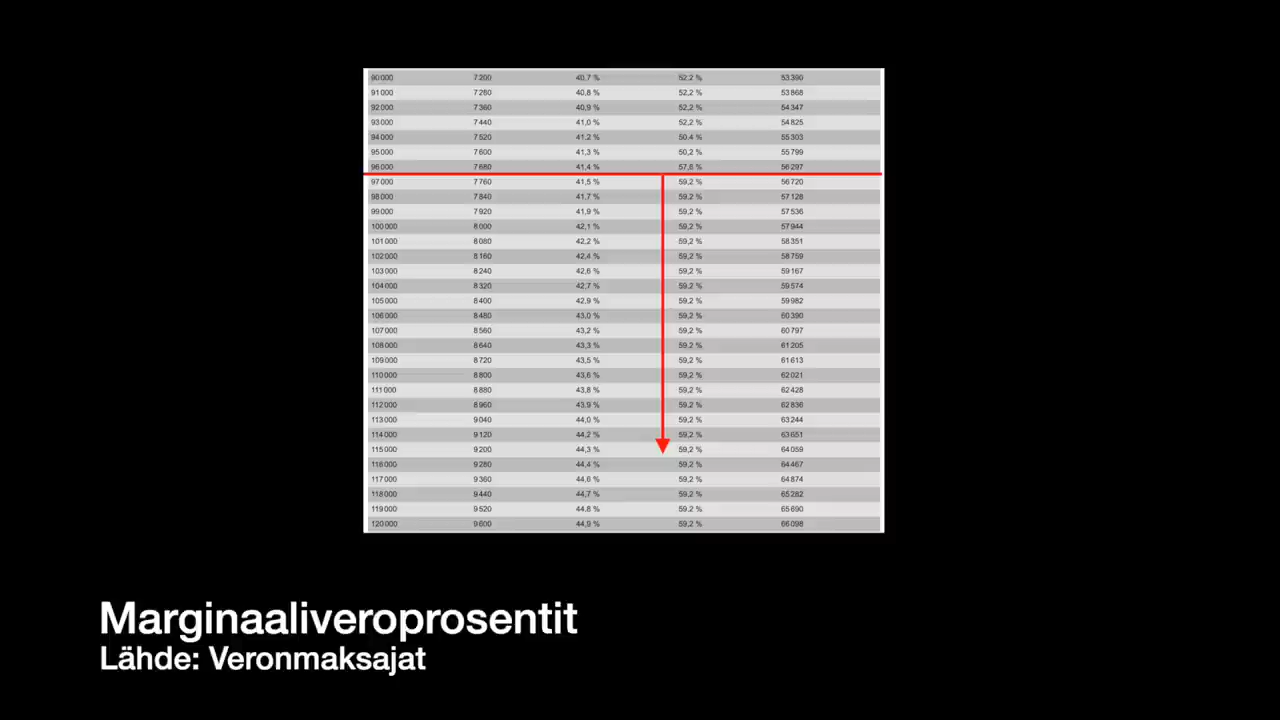 90 000 7 200 40,7 % 52,2 % 53 390
91 000 7 280 40,8 % 52,2 % 53 868
92 000 7 360 40,9 % 52,2 % 54 347
93 000 7 440 41,0 % 52,2 % 54 825
94 000 7 520 41,2 % 50,4 % 55 303
95 000 7 600 41,3 % 50,2 % 55 799
96 000 7 680 41,4 % 57,6 % 56 297
97 000 7 760 41,5 % 59,2 % 56 720
98 000 7 840 41,7 % 59,2 % 57 128
99 000 7 920 41,9 % 59,2 % 57 536
100 000 8 000 42,1 % 59,2 % 57 944
101 000 8 080 42,2 % 59,2 % 58 351
102 000 8 160 42,4 % 59,2 % 58 759
103 000 8 240 42,6 % 59,2 % 59 167
104 000 8 320 42,7 % 59,2 % 59 574
105 000 8 400 42,9 % 59,2 % 59 982
106 000 8 480 43,0 % 59,2 % 60 390
107 000 8 560 43,2 % 59,2 % 60 797
108 000 8 640 43,3 % 59,2 % 61 205
109 000 8 720 43,5 % 59,2 % 61 613
110 000 8 800 43,6 % 59,2 % 62 021
111 000 8 880 43,8 % 59,2 % 62 428
112 000 8 960 43,9 % 59,2 % 62 836
113 000 9 040 44,0 % 59,2 % 63 244
114 000 9 120 44,2 % 59,2 % 63 651
115 000 9 200 44,3 % 59,2 % 64 059
116 000 9 280 44,4 % 59,2 % 64 467
117 000 9 360 44,6 % 59,2 % 64 874
118 000 9 440 44,7 % 59,2 % 65 282
119 000 9 520 44,8 % 59,2 % 65 690
120 000 9 600 44,9 % 59,2 % 66 098
Marginaaliveroprosentit
Lähde: Veronmaksajat